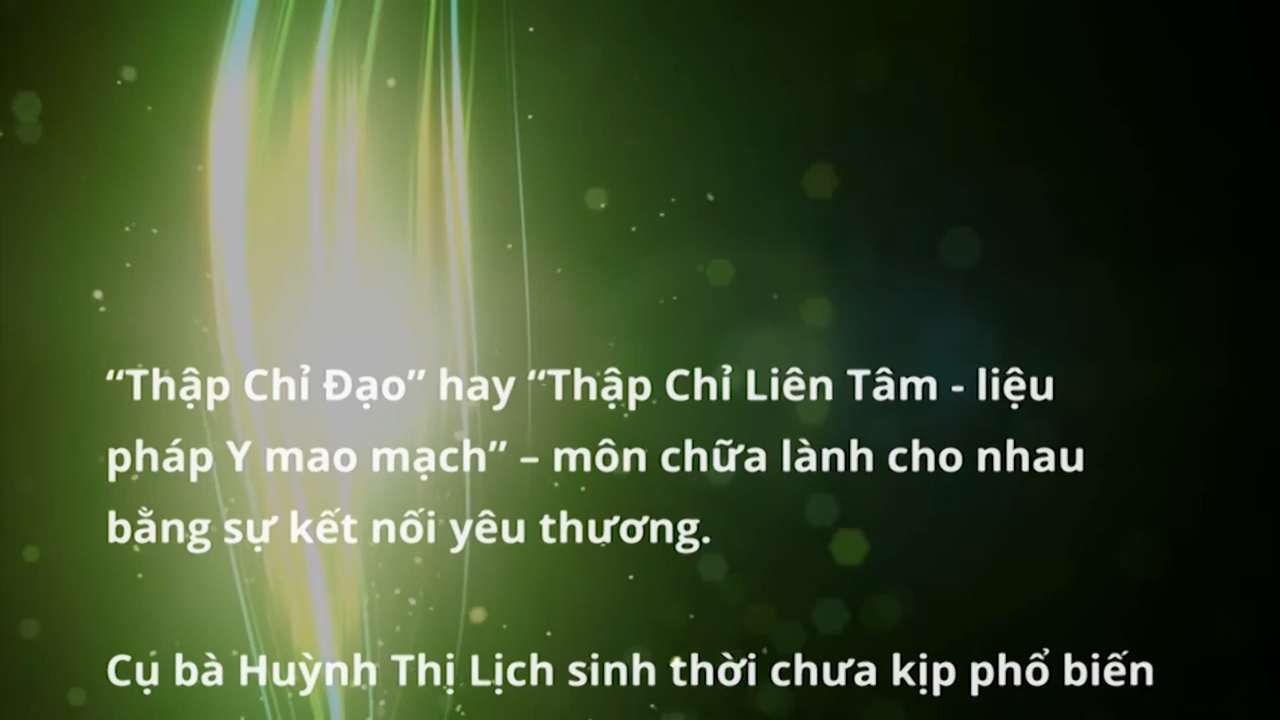 “Thập Chỉ Đạo” hay “Thập Chỉ Liên Tâm - liệu
pháp Y mao mạch” – môn chữa lành cho nhau
bằng sự kết nối yêu thương.
Cụ bà Huỳnh Thị Lịch sinh thời chưa kịp phổ biến